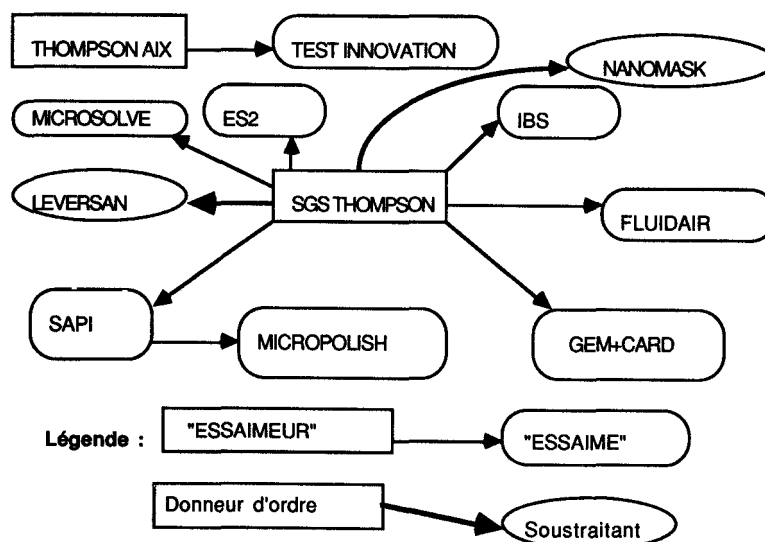 THOMPSON AIX
TEST INNOVATION
NANOMASK
MICROSOLVE
ES2
IBS
LEVERSAN
SGS THOMPSON
FLUIDAIR
SAPI
MICROPOLISH
GEM+CARD
Légende :
"ESSAIMEUR"
"ESSAIME"
Donneur d'ordre
Soustraitant